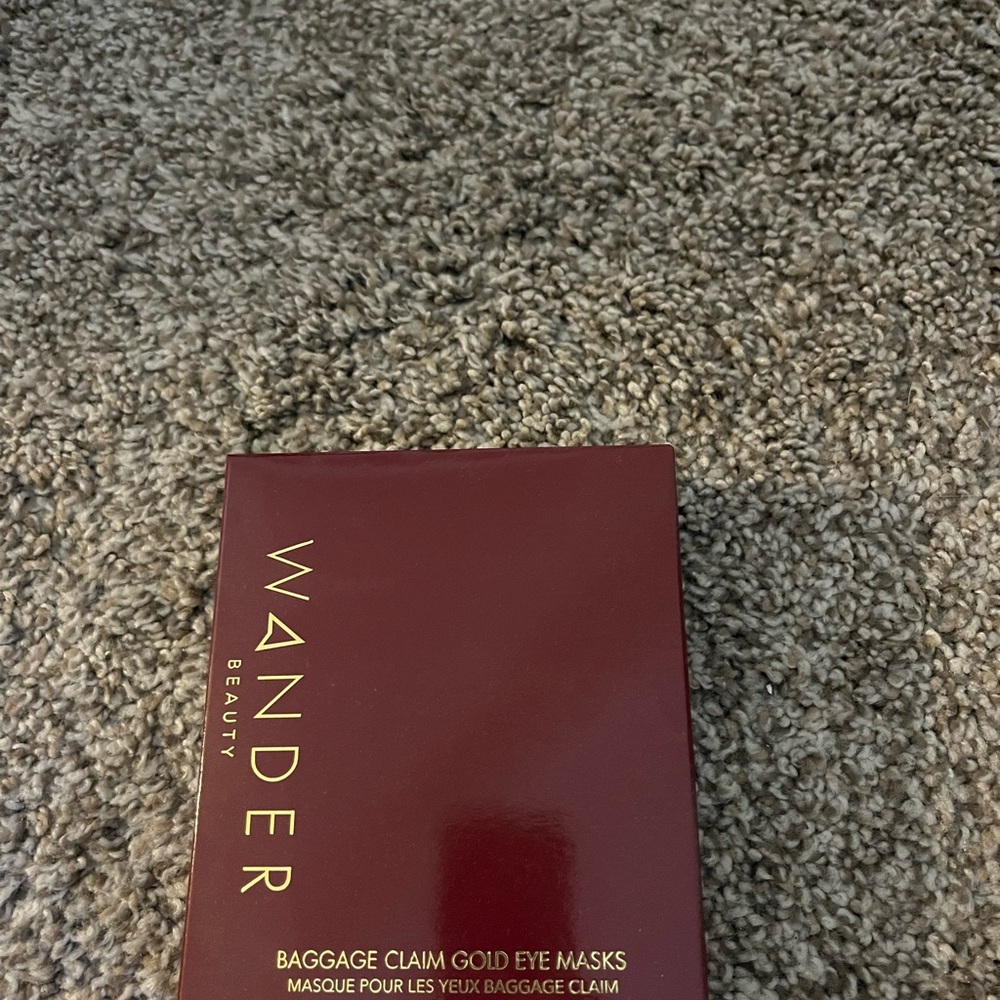 WANDER
BEAUTY
BAGGAGE CLAIM GOLD EYE MASKS
MASQUE POUR LES YEUX BAGGAGE CLAIM